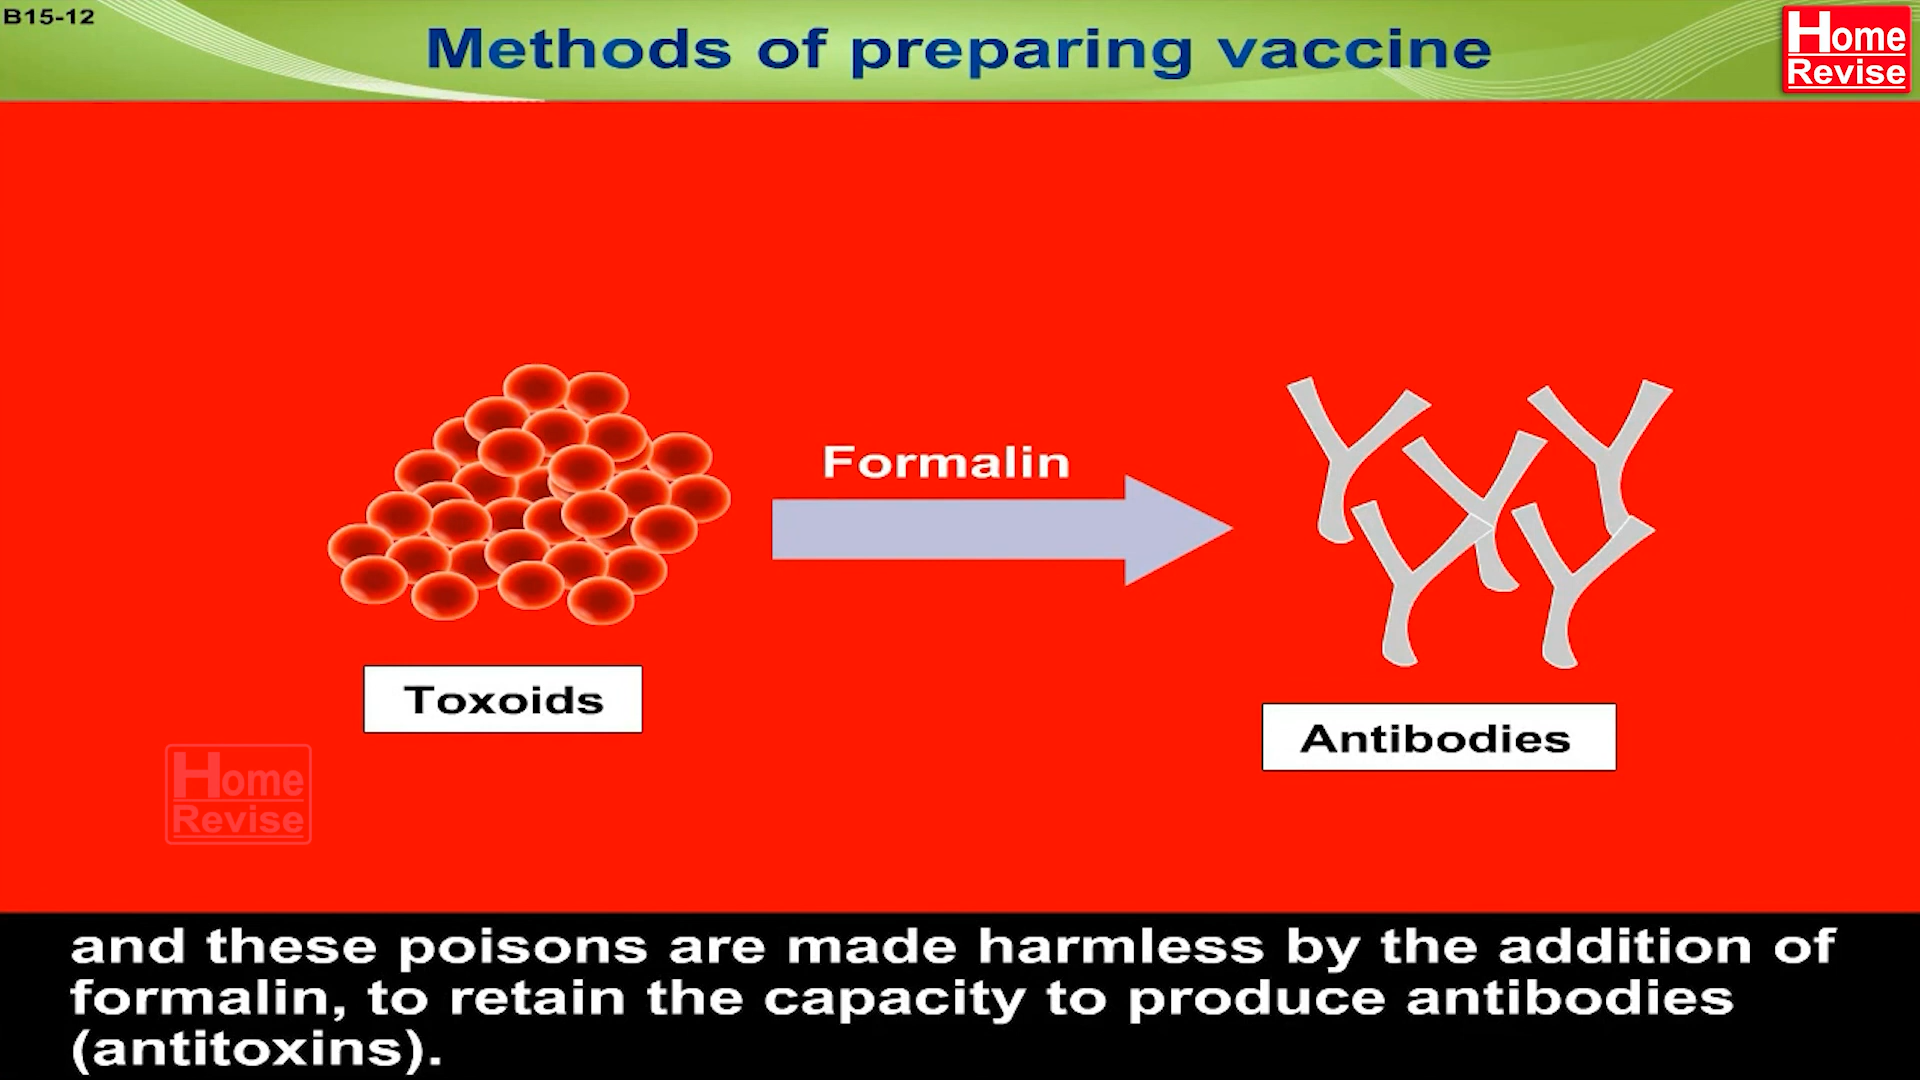 B15-12
Methods of preparing vaccine
Home
Revise
Formalin
Toxoids
Antibodies
Home
Revise
and these poisons are made harmless by the addition of
formalin, to retain the capacity to produce antibodies
(antitoxins).